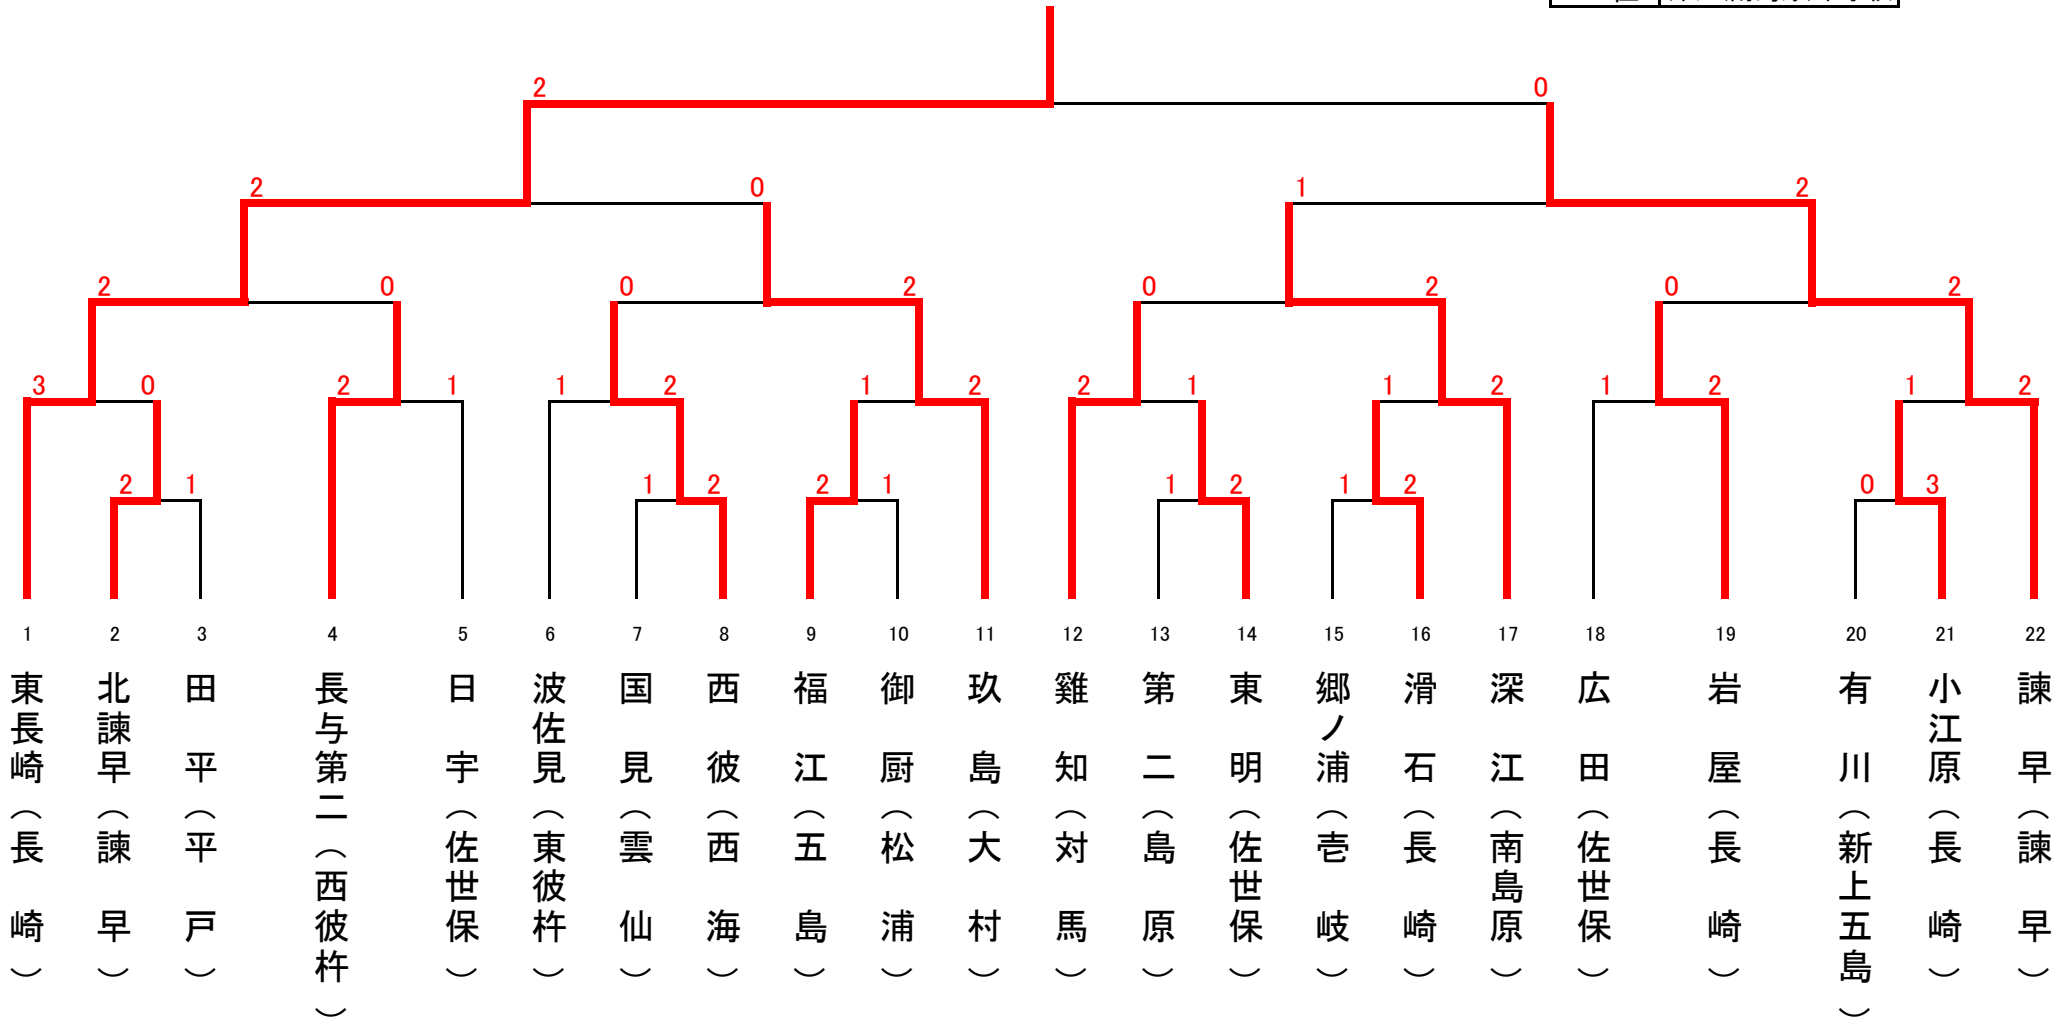 2 0
2 0 1 2
2 0 0 2 0 2 0 2
3 0 2 1 1 2 1 2 2 1 1 2 1 2 1 2
2 1 1 2 2 1 1 2 1 2 0 3
1 2 3 4 5 6 7 8 9 10 11 12 13 14 15 16 17 18 19 20 21 22
東長崎（長崎）
北諫早（諫早）
田平（平戸）
長与第二（西彼杵）
日宇（佐世保）
波佐見（東彼杵）
国見（雲仙）
西彼（西海）
福江（五島）
御厨（松浦）
玖島（大村）
雞知（対馬）
第二（島原）
東明（佐世保）
郷ノ浦（壱岐）
滑石（長崎）
深江（南島原）
広田（佐世保）
岩屋（長崎）
有川（新上五島）
小江原（長崎）
諫早（諫早）